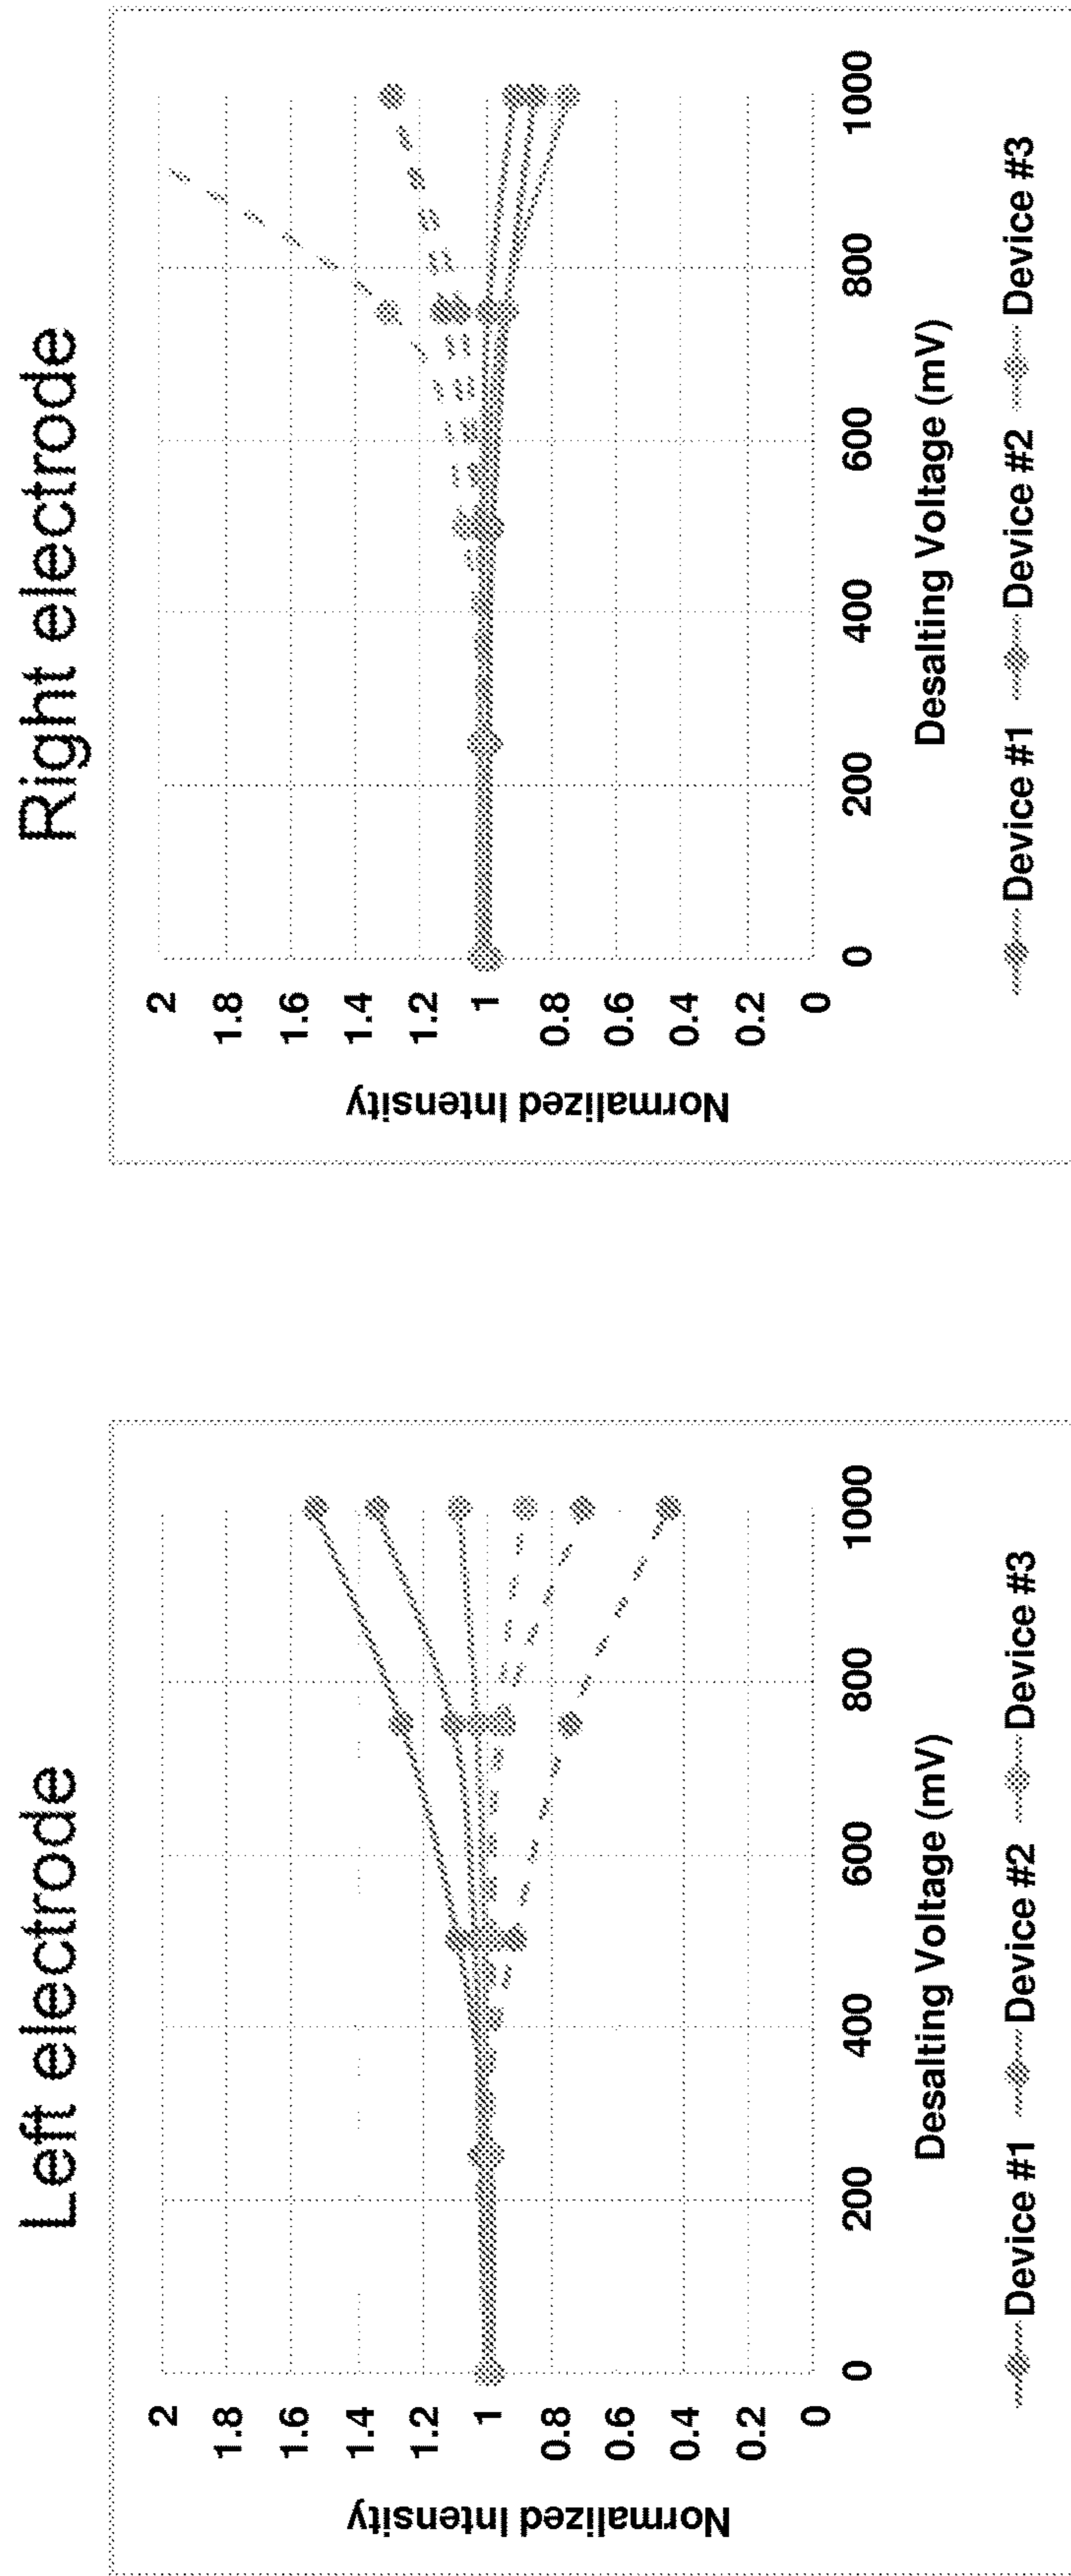 Left electrode
Normalized Intensity
2
1.8
1.6
1.4
1.2
1
0.8
0.6
0.4
0.2
0
0 200 400 600 800 1000
Desalting Voltage (mV)
Device #1 Device #2 Device #3
Right electrode
Normalized Intensity
2
1.8
1.6
1.4
1.2
1
0.8
0.6
0.4
0.2
0
0 200 400 600 800 1000
Desalting Voltage (mV)
Device #1 Device #2 Device #3